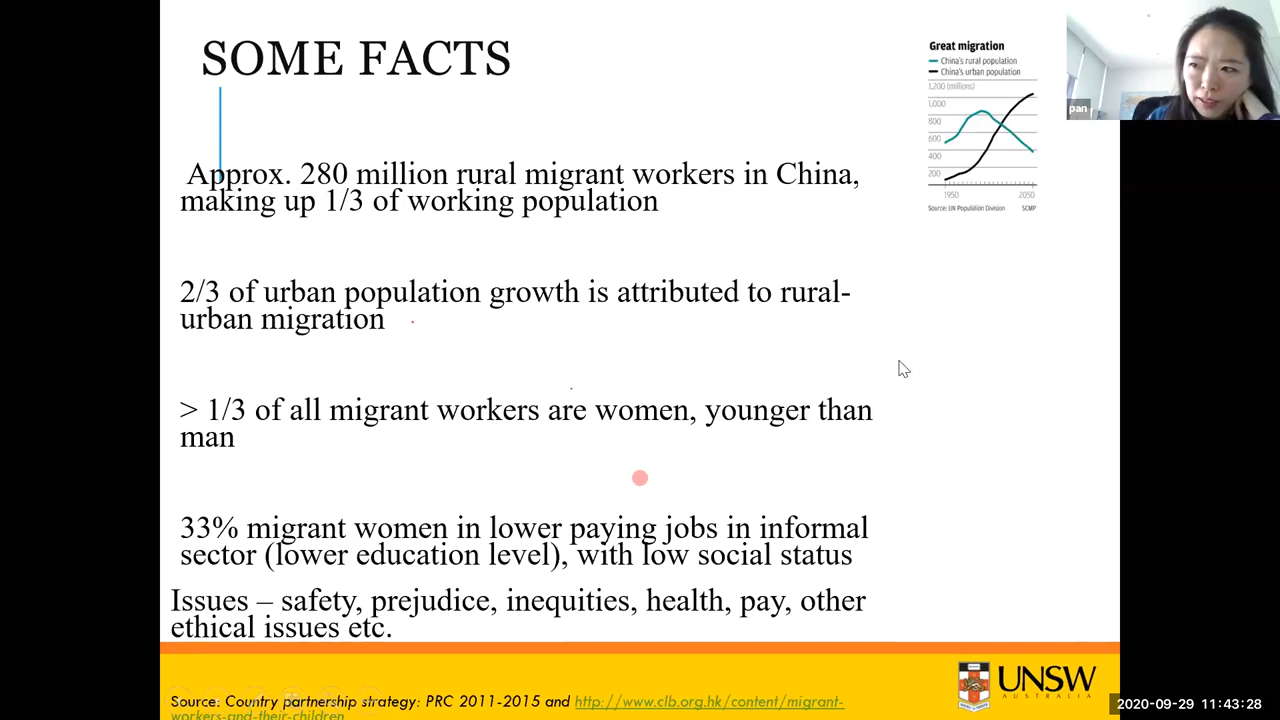 SOME FACTS
Approx. 280 million rural migrant workers in China,
making up 1/3 of working population
2/3 of urban population growth is attributed to rural-
urban migration
> 1/3 of all migrant workers are women, younger than
man
33% migrant women in lower paying jobs in informal
sector (lower education level), with low social status
Issues – safety, prejudice, inequities, health, pay, other
ethical issues etc.
Source: Country partnership strategy: PRC 2011-2015 and http://www.clb.org.hk/content/migrant-
workers-and-their-children
Great migration
China's rural population
China's urban population
1,200 (millions)
1,000
800
600
400
200
1950 2050
Source: UN Population Division SCMP
pan
UNSW
AUSTRALIA
2020-09-29 11:43:28